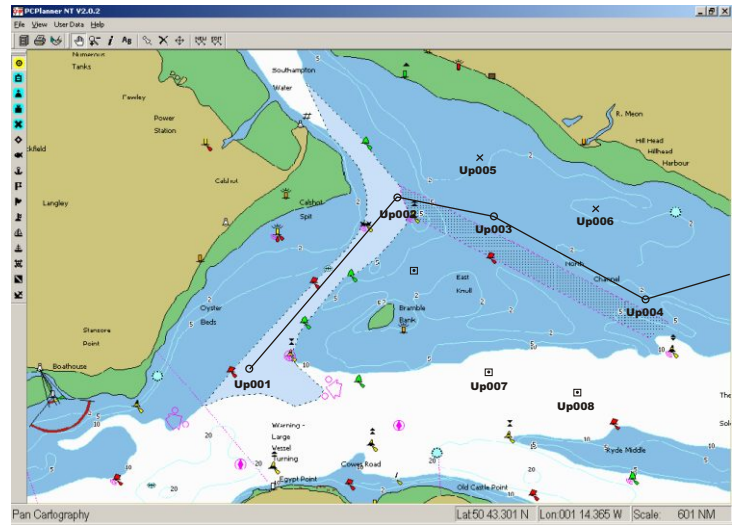 PCPlanner NT V2.0.2
File View User Data Help
Numerous
Tanks
Southampton
Water
Fawley
Power
Station
R. Meon
Hill Head
Hillhead
Harbour
Up005
Calshot
Langley
Calshot
Spit
Up002
Up003
Up006
North
Channel
East
Knoll
Oyster
Beds
Bramble
Bank
Up004
Stansora
Point
Boathouse
Up001
Up007
Up008
The
Warning -
Large
Vessel
Turning
Cowes Road
Egypt Point
Ryde Middle
Old Castle Point
Pan Cartography
Lat:50 43.301 N
Lon:001 14.365 W
Scale: 601 NM